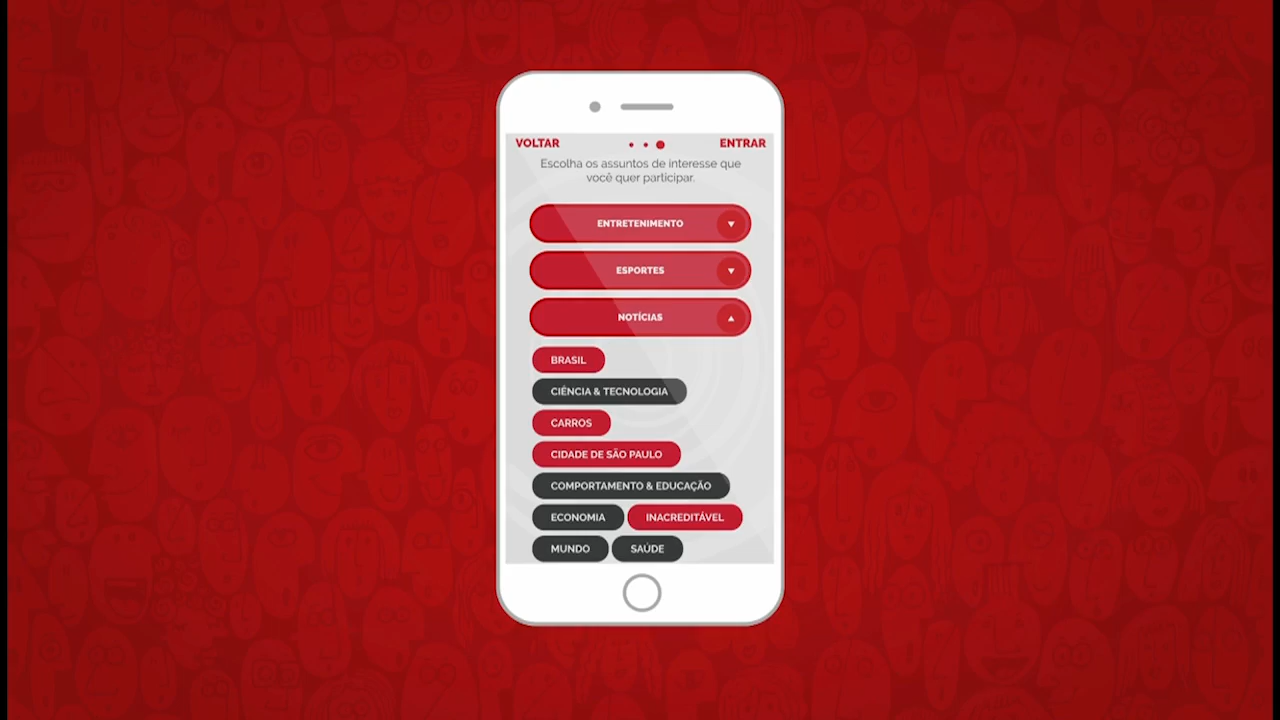 VOLTAR ENTRAR
Escolha os assuntos de interesse que
você quer participar.
ENTRETENIMENTO
ESPORTES
NOTÍCIAS
BRASIL
CIÊNCIA & TECNOLOGIA
CARROS
CIDADE DE SÃO PAULO
COMPORTAMENTO & EDUCAÇÃO
ECONOMIA INACREDITÁVEL
MUNDO SAÚDE